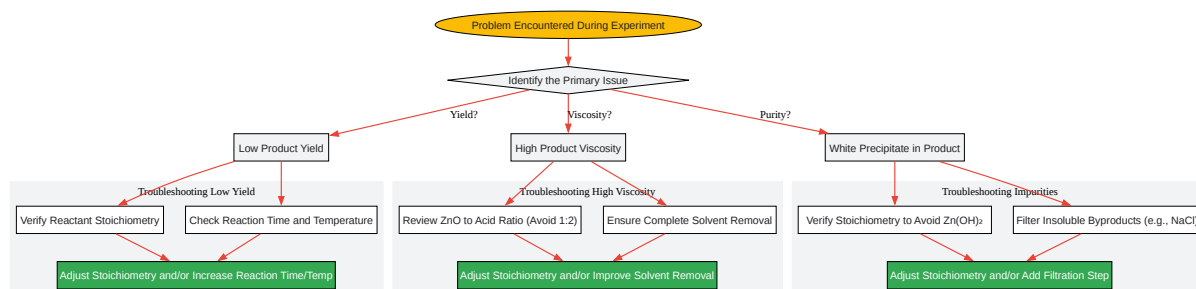 Problem Encountered During Experiment
Identify the Primary Issue
Yield?
Viscosity?
Purity?
Low Product Yield
High Product Viscosity
White Precipitate in Product
Troubleshooting Low Yield
Troubleshooting High Viscosity
Troubleshooting Impurities
Verify Reactant Stoichiometry
Check Reaction Time and Temperature
Review ZnO to Acid Ratio (Avoid 1:2)
Ensure Complete Solvent Removal
Verify Stoichiometry to Avoid Zn(OH)₂
Filter Insoluble Byproducts (e.g., NaCl)
Adjust Stoichiometry and/or Increase Reaction Time/Temp
Adjust Stoichiometry and/or Improve Solvent Removal
Adjust Stoichiometry and/or Add Filtration Step